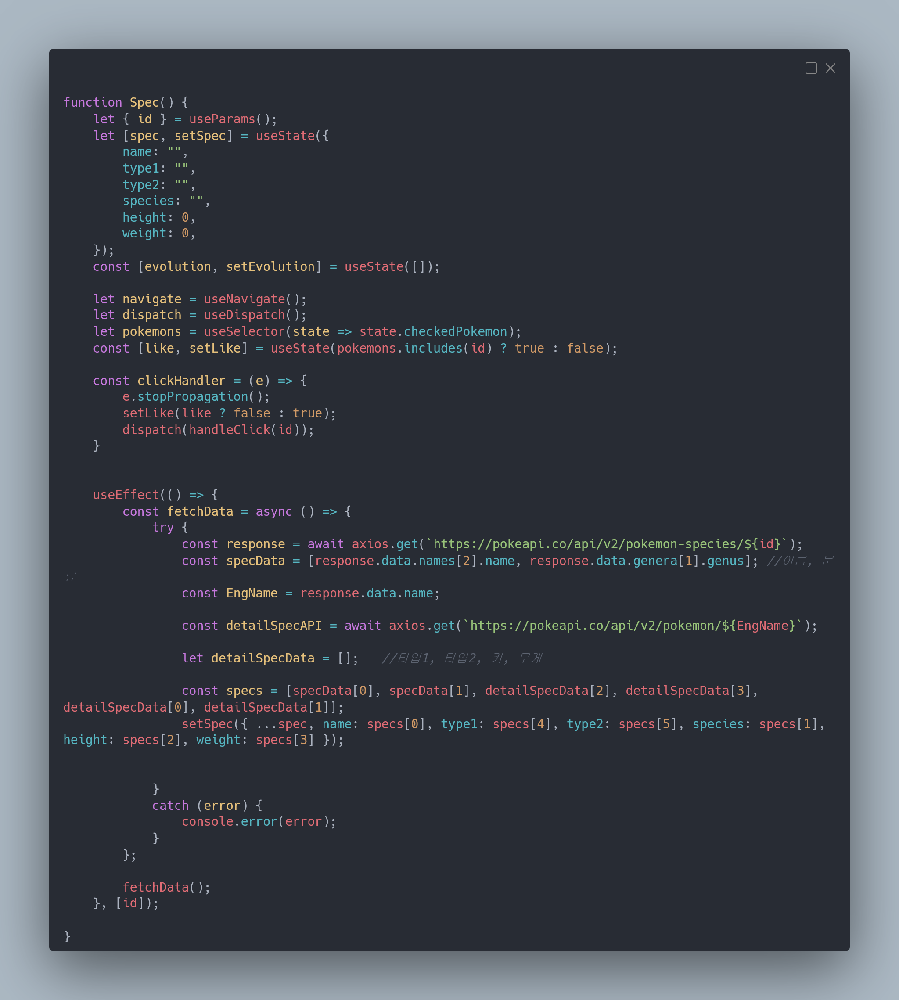 function Spec() {
    let { id } = useParams();
    let [spec, setSpec] = useState({
        name: "",
        type1: "",
        type2: "",
        species: "",
        height: 0,
        weight: 0,
    });
    const [evolution, setEvolution] = useState([]);

    let navigate = useNavigate();
    let dispatch = useDispatch();
    let pokemons = useSelector(state => state.checkedPokemon);
    const [like, setLike] = useState(pokemons.includes(id) ? true : false);

    const clickHandler = (e) => {
        e.stopPropagation();
        setLike(like ? false : true);
        dispatch(handleClick(id));
    }


    useEffect(() => {
        const fetchData = async () => {
            try {
                const response = await axios.get(`https://pokeapi.co/api/v2/pokemon-species/${id}`);
                const specData = [response.data.names[2].name, response.data.genera[1].genus]; //이름, 분
류
                const EngName = response.data.name;

                const detailSpecAPI = await axios.get(`https://pokeapi.co/api/v2/pokemon/${EngName}`);

                let detailSpecData = [];   //타입1, 타입2, 키, 무게

                const specs = [specData[0], specData[1], detailSpecData[2], detailSpecData[3],
detailSpecData[0], detailSpecData[1]];
                setSpec({ ...spec, name: specs[0], type1: specs[4], type2: specs[5], species: specs[1],
height: specs[2], weight: specs[3] });


            }
            catch (error) {
                console.error(error);
            }
        };

        fetchData();
    }, [id]);

}